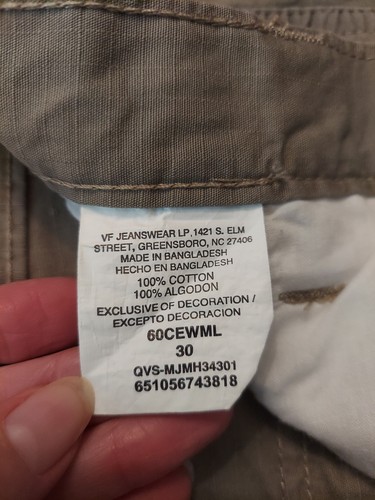 VF JEANSWEAR LP, 1421 S. ELM
STREET, GREENSBORO, NC 27406
MADE IN BANGLADESH
HECHO EN BANGLADESH
100% COTTON
100% ALGODON
EXCLUSIVE OF DECORATION /
EXCEPTO DECORACION
60CEWML
30
QVS-MJMH34301
651056743818